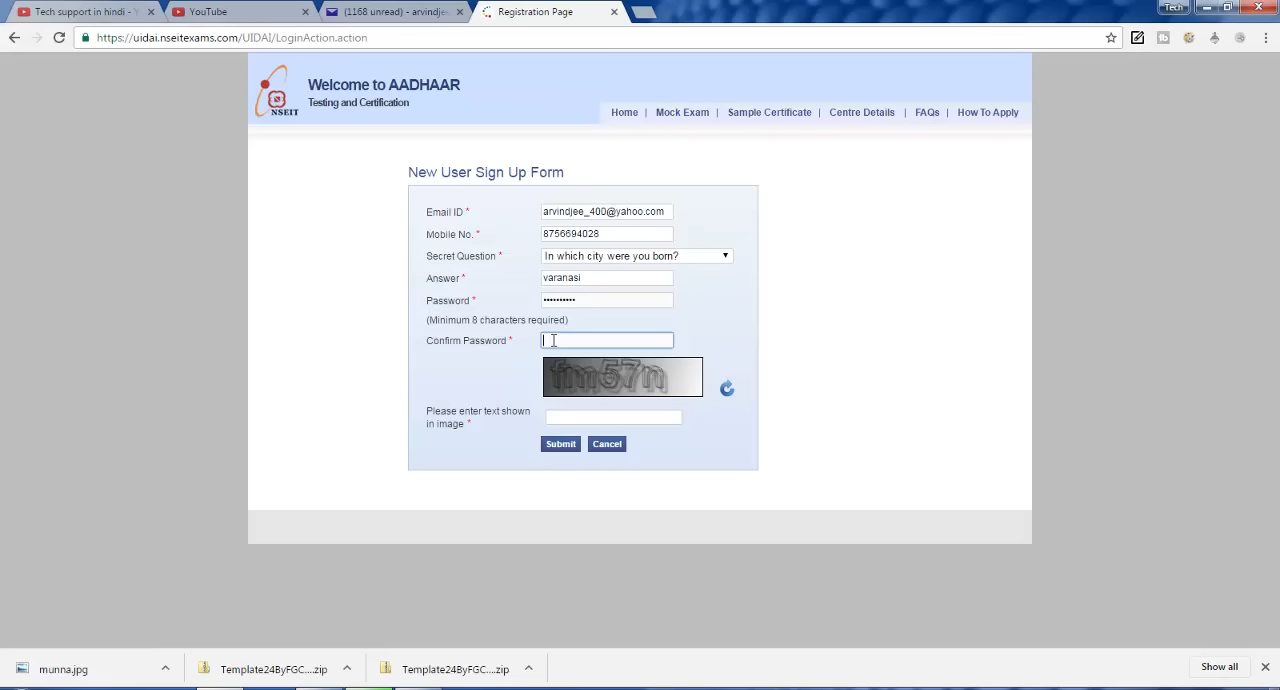 Tech support in hindi - Y
YouTube
(1168 unread) - arvindjee
Registration Page
Tech
https://uidai.nseitexams.com/UIDAI/LoginAction.action
NSEIT
Welcome to AADHAAR
Testing and Certification
Home | Mock Exam | Sample Certificate | Centre Details | FAQs | How To Apply
New User Sign Up Form
Email ID * arvindjee_400@yahoo.com
Mobile No. * 8756694028
Secret Question * In which city were you born?
Answer * varanasi
Password * ••••••••••
(Minimum 8 characters required)
Confirm Password *
fm57n
Please enter text shown
in image *
Submit Cancel
munna.jpg
Template24ByFGC....zip
Template24ByFGC....zip
Show all